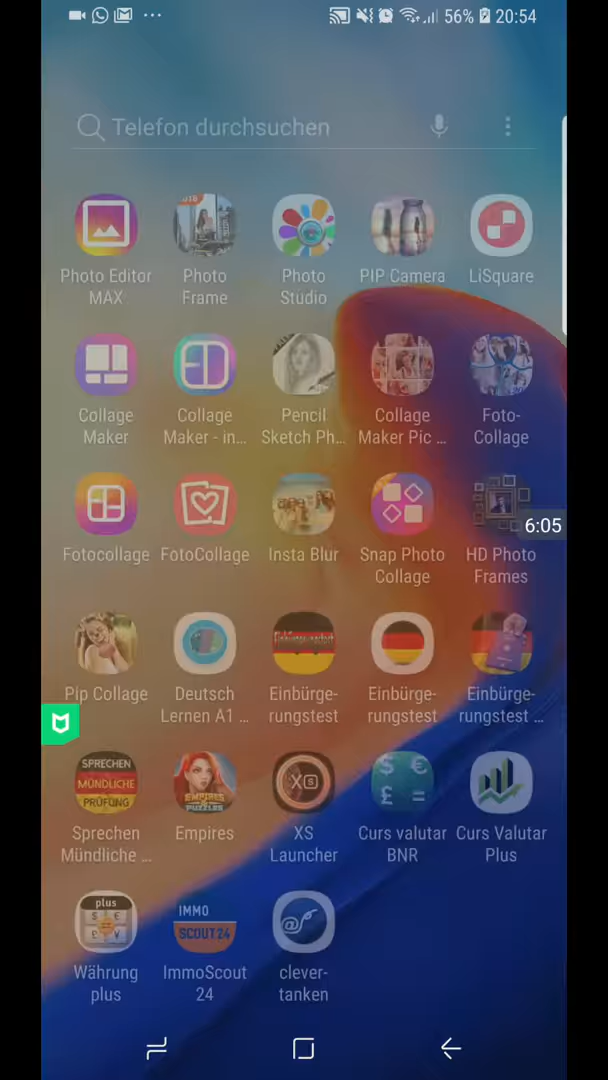 56% 20:54
Telefon durchsuchen
Photo Editor MAX
Photo Frame
Photo Studio
PIP Camera
LiSquare
Collage Maker
Collage Maker - in…
Pencil Sketch Ph…
Collage Maker Pic …
Foto-Collage
Fotocollage
FotoCollage
Insta Blur
Snap Photo Collage
HD Photo Frames
6:05
Pip Collage
Deutsch Lernen A1 …
Einbürge-rungstest
Einbürge-rungstest
Einbürge-rungstest …
SPRECHEN
MÜNDLICHE
PRÜFUNG
EMPIRES
PUZZLES
XS
Sprechen Mündliche …
Empires
XS Launcher
Curs valutar BNR
Curs Valutar Plus
plus
IMMO
SCOUT24
Währung plus
ImmoScout 24
clever-tanken